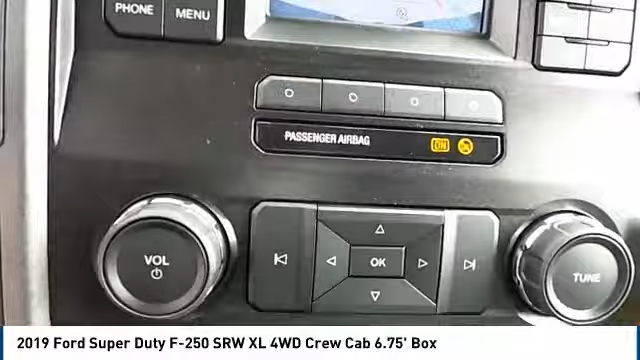 PHONE MENU
PASSENGER AIRBAG ON
VOL
OK
TUNE
2019 Ford Super Duty F-250 SRW XL 4WD Crew Cab 6.75' Box